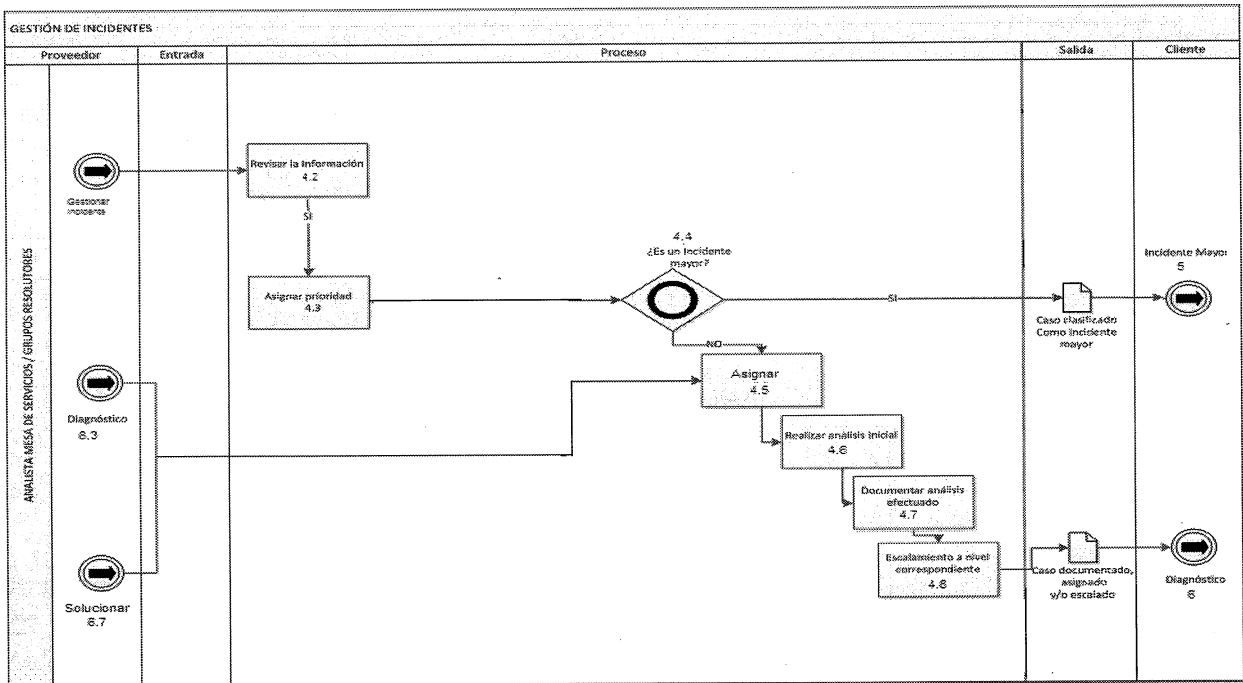 GESTIÓN DE INCIDENTES
Proveedor
Entrada
Proceso
Salida
Cliente
ANALISTA MESA DE SERVICIOS / GRUPOS RESOLUTORES
Gestionar
Incidente
Revisar la Información
4.2
SI
Asignar prioridad
4.3
4.4
¿Es un Incidente
mayor?
SI
Caso clasificado
Como Incidente
mayor
Incidente Mayor
5
NO
Asignar
4.5
Diagnóstico
6.3
Realizar análisis Inicial
4.6
Documentar análisis
efectuado
4.7
Escalamiento a nivel
correspondiente
4.8
Solucionar
6.7
Caso documentado,
asignado
y/o escalado
Diagnóstico
6